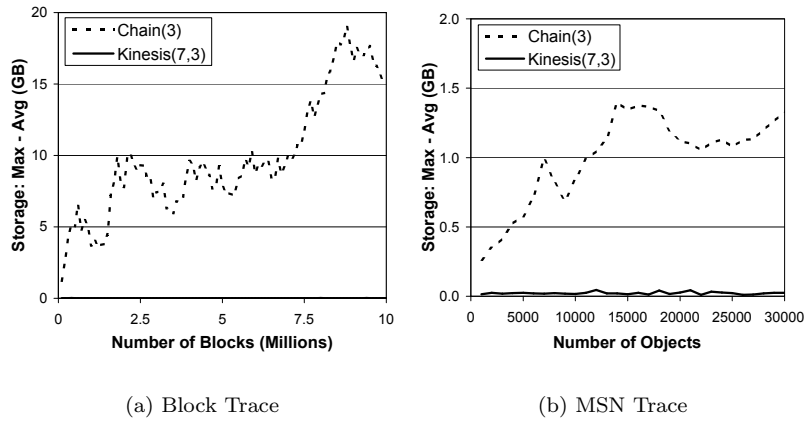 Chain(3)
Kinesis(7,3)
Storage: Max - Avg (GB)
20
15
10
5
0
0 2.5 5 7.5 10
Number of Blocks (Millions)
(a) Block Trace
Chain(3)
Kinesis(7,3)
Storage: Max - Avg (GB)
2.0
1.5
1.0
0.5
0.0
0 5000 10000 15000 20000 25000 30000
Number of Objects
(b) MSN Trace